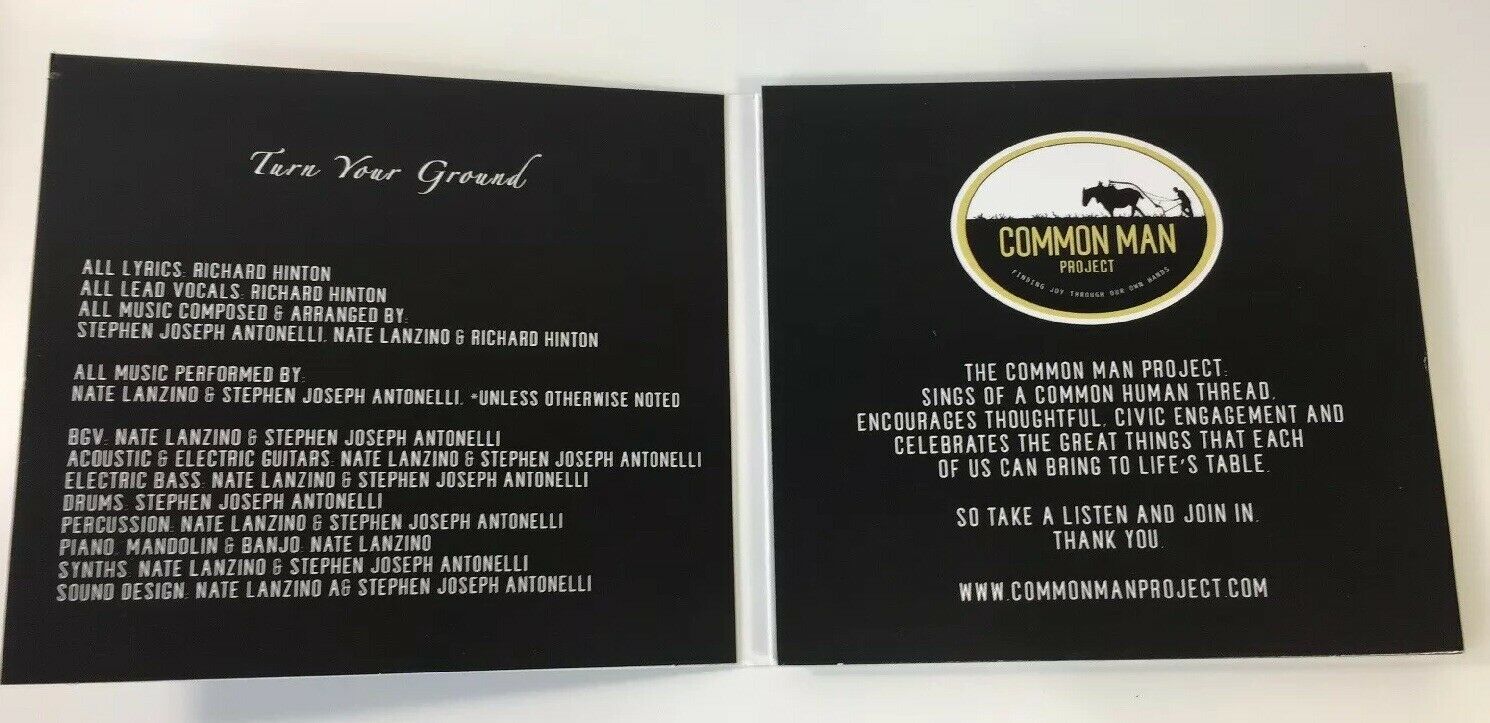 Turn Your Ground
ALL LYRICS: RICHARD HINTON
ALL LEAD VOCALS: RICHARD HINTON
ALL MUSIC COMPOSED & ARRANGED BY:
STEPHEN JOSEPH ANTONELLI, NATE LANZINO & RICHARD HINTON
ALL MUSIC PERFORMED BY:
NATE LANZINO & STEPHEN JOSEPH ANTONELLI, *UNLESS OTHERWISE NOTED
BGV: NATE LANZINO & STEPHEN JOSEPH ANTONELLI
ACOUSTIC & ELECTRIC GUITARS: NATE LANZINO & STEPHEN JOSEPH ANTONELLI
ELECTRIC BASS: NATE LANZINO & STEPHEN JOSEPH ANTONELLI
DRUMS: STEPHEN JOSEPH ANTONELLI
PERCUSSION: NATE LANZINO & STEPHEN JOSEPH ANTONELLI
PIANO, MANDOLIN & BANJO: NATE LANZINO
SYNTHS: NATE LANZINO & STEPHEN JOSEPH ANTONELLI
SOUND DESIGN: NATE LANZINO A& STEPHEN JOSEPH ANTONELLI
COMMON MAN
PROJECT
FINDING JOY THROUGH OUR OWN HANDS
THE COMMON MAN PROJECT:
SINGS OF A COMMON HUMAN THREAD,
ENCOURAGES THOUGHTFUL, CIVIC ENGAGEMENT AND
CELEBRATES THE GREAT THINGS THAT EACH
OF US CAN BRING TO LIFE'S TABLE.
SO TAKE A LISTEN AND JOIN IN.
THANK YOU.
WWW.COMMONMANPROJECT.COM